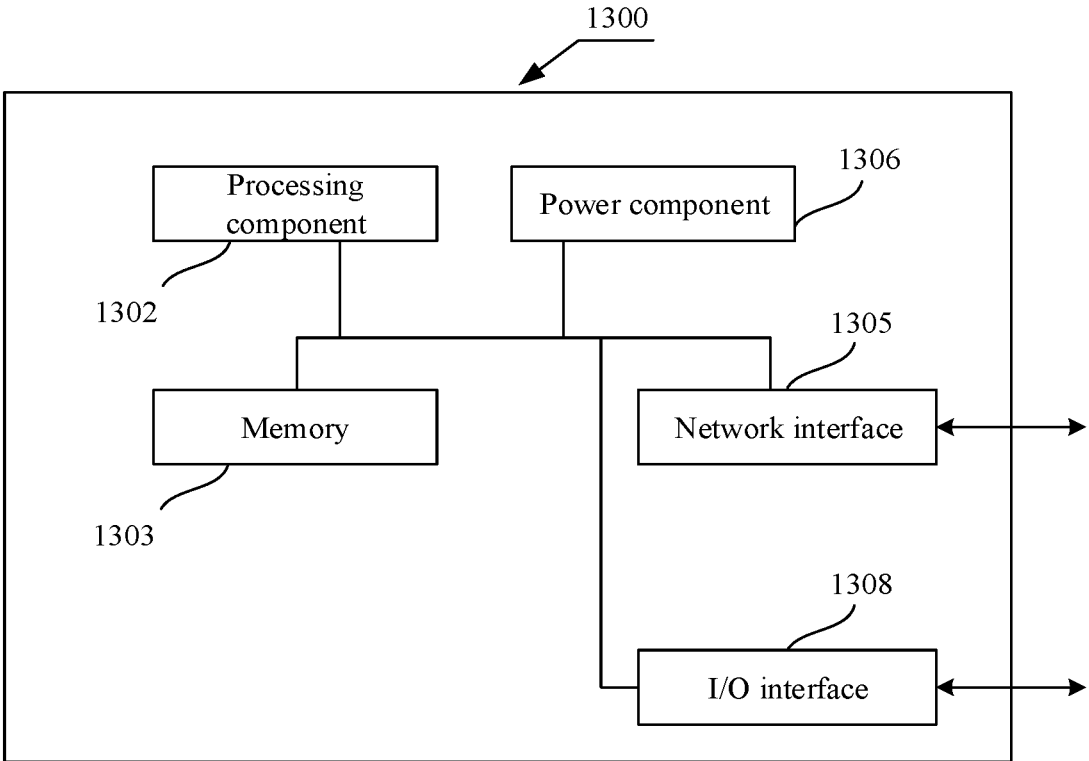 1300
Processing
component
1302
Power component
1306
Memory
1303
1305
Network interface
1308
I/O interface